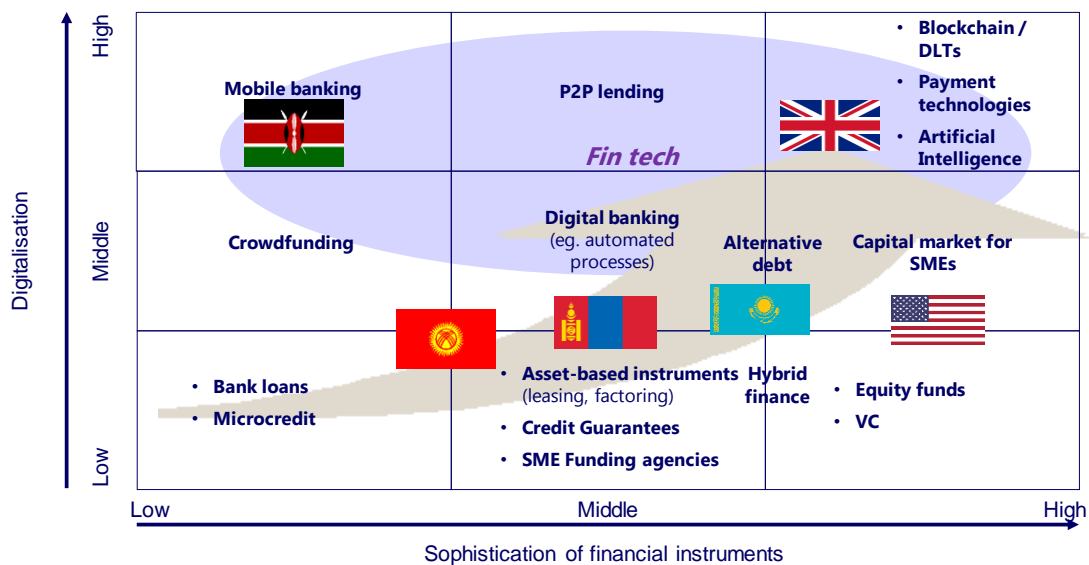 High
• Blockchain /
DLTs
Mobile banking
P2P lending
• Payment
technologies
Fin tech
• Artificial
Intelligence
Digitalisation
Middle
Crowdfunding
Digital banking
(eg. automated
processes)
Alternative
debt
Capital market for
SMEs
Low
• Bank loans
• Microcredit
• Asset-based instruments
(leasing, factoring)
• Credit Guarantees
• SME Funding agencies
Hybrid
finance
• Equity funds
• VC
Low
Middle
High
Sophistication of financial instruments